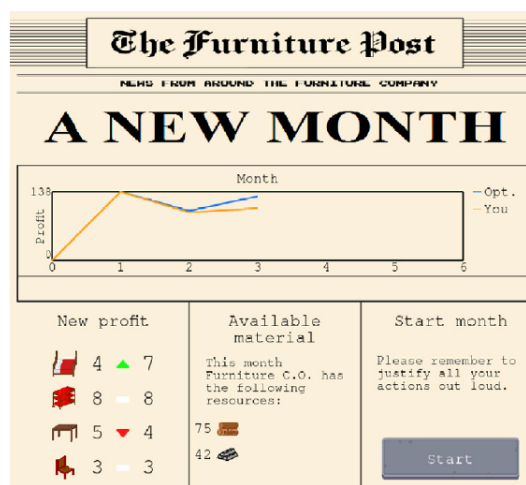 The Furniture Post
NEWS FROM AROUND THE FURNITURE COMPANY
A NEW MONTH
Month
138
Profit
0
0 1 2 3 4 5 6
Opt.
You
New profit
4 7
8 8
5 4
3 3
Available
material
This month
Furniture C.O. has
the following
resources:
75
42
Start month
Please remember to
justify all your
actions out loud.
Start